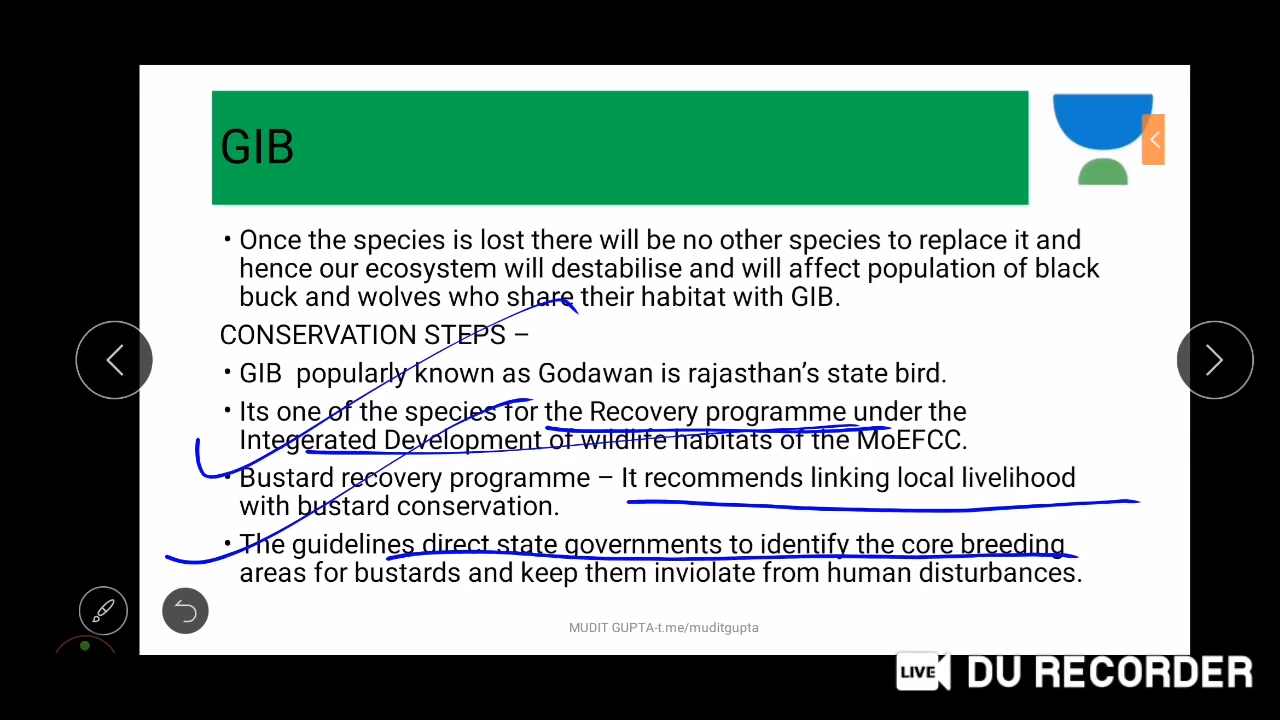 GIB
• Once the species is lost there will be no other species to replace it and
hence our ecosystem will destabilise and will affect population of black
buck and wolves who share their habitat with GIB.
CONSERVATION STEPS –
• GIB popularly known as Godawan is rajasthan’s state bird.
• Its one of the species for the Recovery programme under the
Integerated Development of wildlife habitats of the MoEFCC.
• Bustard recovery programme – It recommends linking local livelihood
with bustard conservation.
• The guidelines direct state governments to identify the core breeding
areas for bustards and keep them inviolate from human disturbances.
MUDIT GUPTA-t.me/muditgupta
LIVE DU RECORDER